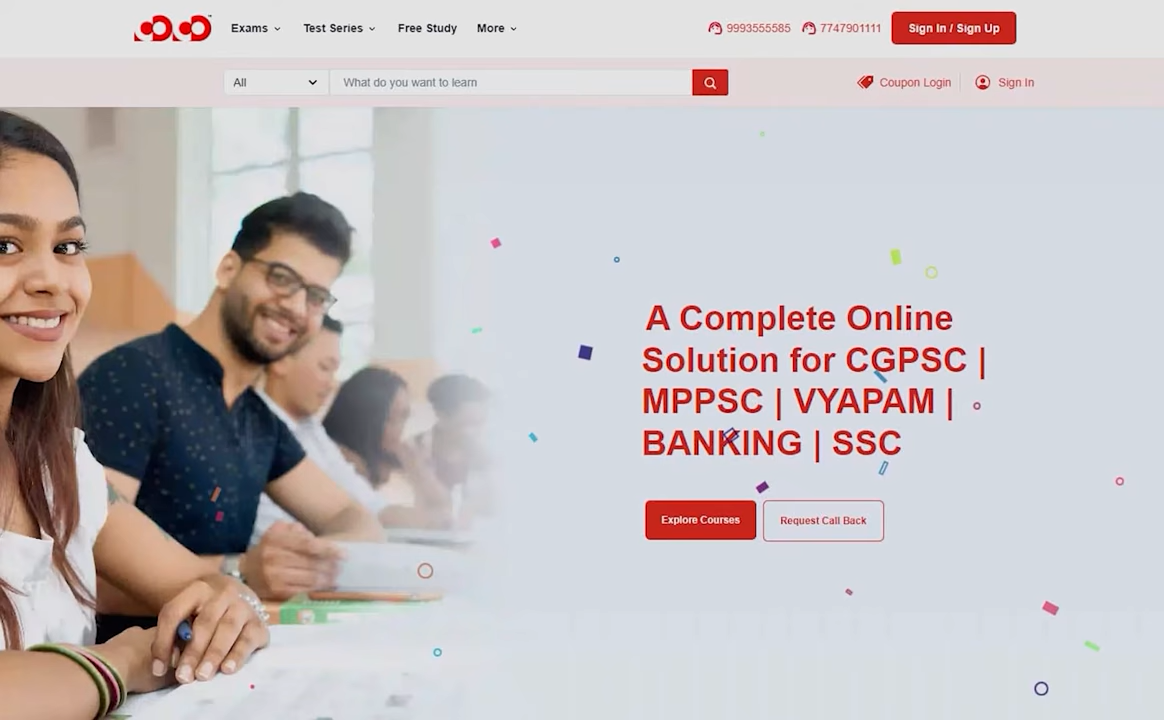 Exams
Test Series
Free Study
More
9993555585
7747901111
Sign In / Sign Up
All
What do you want to learn
Coupon Login
Sign In
A Complete Online
Solution for CGPSC |
MPPSC | VYAPAM |
BANKING | SSC
Explore Courses
Request Call Back